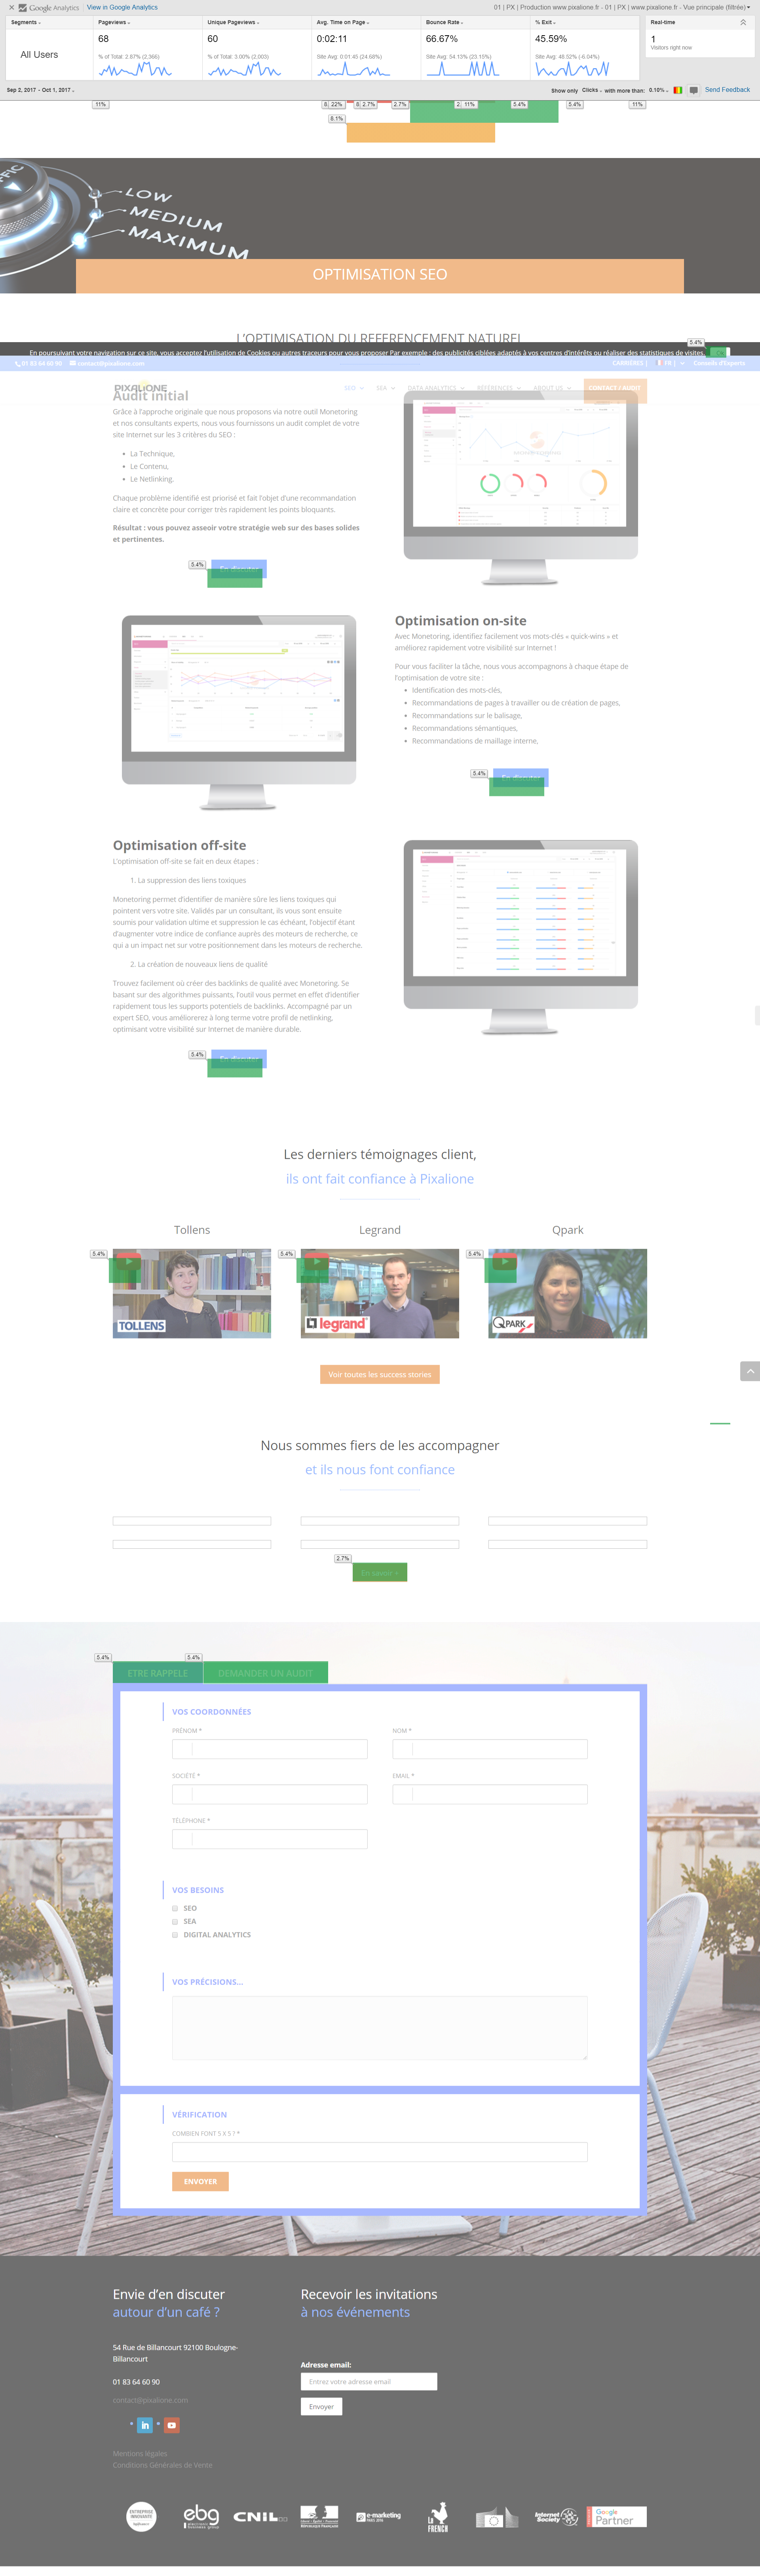 Google Analytics View in Google Analytics
01 | PX | Production www.pixalione.fr - 01 | PX | www.pixalione.fr - Vue principale (filtrée)
Segments
Pageviews
Unique Pageviews
Avg. Time on Page
Bounce Rate
% Exit
Real-time
All Users
68
60
0:02:11
66.67%
45.59%
1
Visitors right now
% of Total: 2.87% (2,366)
% of Total: 3.00% (2,003)
Site Avg: 0:01:45 (24.68%)
Site Avg: 54.13% (23.15%)
Site Avg: 48.52% (-6.04%)
Sep 2, 2017 - Oct 1, 2017
Show only Clicks with more than: 0.10% Send Feedback
11% 22% 2.7% 2.7% 11% 5.4% 5.4% 11%
8.1%
LOW
MEDIUM
MAXIMUM
OPTIMISATION SEO
L'OPTIMISATION DU REFERENCEMENT NATUREL
5.4%
En poursuivant votre navigation sur ce site, vous acceptez l'utilisation de Cookies ou autres traceurs pour vous proposer Par exemple : des publicités ciblées adaptés à vos centres d'intérêts ou réaliser des statistiques de visites.
01 83 64 60 90 contact@pixalione.com CARRIÈRES | FR | Conseils d'Experts
PIXALIONE SEO SEA DATA ANALYTICS REFERENCES ABOUT US CONTACT / AUDIT
Audit initial
Grâce à l'approche originale que nous proposons via notre outil Monetoring
et nos consultants experts, nous vous fournissons un audit complet de votre
site Internet sur les 3 critères du SEO :
La Technique,
Le Contenu,
Le Netlinking.
Chaque problème identifié est priorisé et fait l'objet d'une recommandation
claire et concrète pour corriger très rapidement les points bloquants.
Résultat : vous pouvez asseoir votre stratégie web sur des bases solides
et pertinentes.
5.4%
En discuter
Optimisation on-site
Avec Monetoring, identifiez facilement vos mots-clés « quick-wins » et
améliorez rapidement votre visibilité sur Internet !
Pour vous faciliter la tâche, nous vous accompagnons à chaque étape de
l'optimisation de votre site :
Identification des mots-clés,
Recommandations de pages à travailler ou de création de pages,
Recommandations sur le balisage,
Recommandations sémantiques,
Recommandations de maillage interne,
5.4%
En discuter
Optimisation off-site
L'optimisation off-site se fait en deux étapes :
1. La suppression des liens toxiques
Monetoring permet d'identifier de manière sûre les liens toxiques qui
pointent vers votre site. Validés par un consultant, ils vous sont ensuite
soumis pour validation ultime et suppression le cas échéant, l'objectif étant
d'augmenter votre indice de confiance auprès des moteurs de recherche, ce
qui a un impact net sur votre positionnement dans les moteurs de recherche.
2. La création de nouveaux liens de qualité
Trouvez facilement où créer des backlinks de qualité avec Monetoring. Se
basant sur des algorithmes puissants, l'outil vous permet en effet d'identifier
rapidement tous les supports potentiels de backlinks. Accompagné par un
expert SEO, vous améliorez à long terme votre profil de netlinking,
optimisant votre visibilité sur Internet de manière durable.
5.4%
En discuter
Les derniers témoignages client,
ils ont fait confiance à Pixalione
Tollens
Legrand
Qpark
5.4% 5.4% 5.4%
TOLLENS
legrand
QPARK
Voir toutes les success stories
Nous sommes fiers de les accompagner
et ils nous font confiance
2.7%
En savoir +
5.4% 5.4%
ETRE RAPPELE
DEMANDER UN AUDIT
VOS COORDONNÉES
PRÉNOM *
NOM *
SOCIÉTÉ *
EMAIL *
TÉLÉPHONE *
VOS BESOINS
SEO
SEA
DIGITAL ANALYTICS
VOS PRÉCISIONS...
VÉRIFICATION
COMBIEN FONT 5 X 5 ? *
ENVOYER
Envie d'en discuter
autour d'un café ?
Recevoir les invitations
à nos événements
54 Rue de Billancourt 92100 Boulogne-
Billancourt
01 83 64 60 90
contact@pixalione.com
Adresse email:
Entrez votre adresse email
Envoyer
Mentions légales
Conditions Générales de Vente
ENTREPRISE
INNOVANTE
ebg
CNIL
RÉPUBLIQUE FRANÇAISE
e-marketing
PARIS 2016
La
FRENCH
Internet
Society
Google
Partner